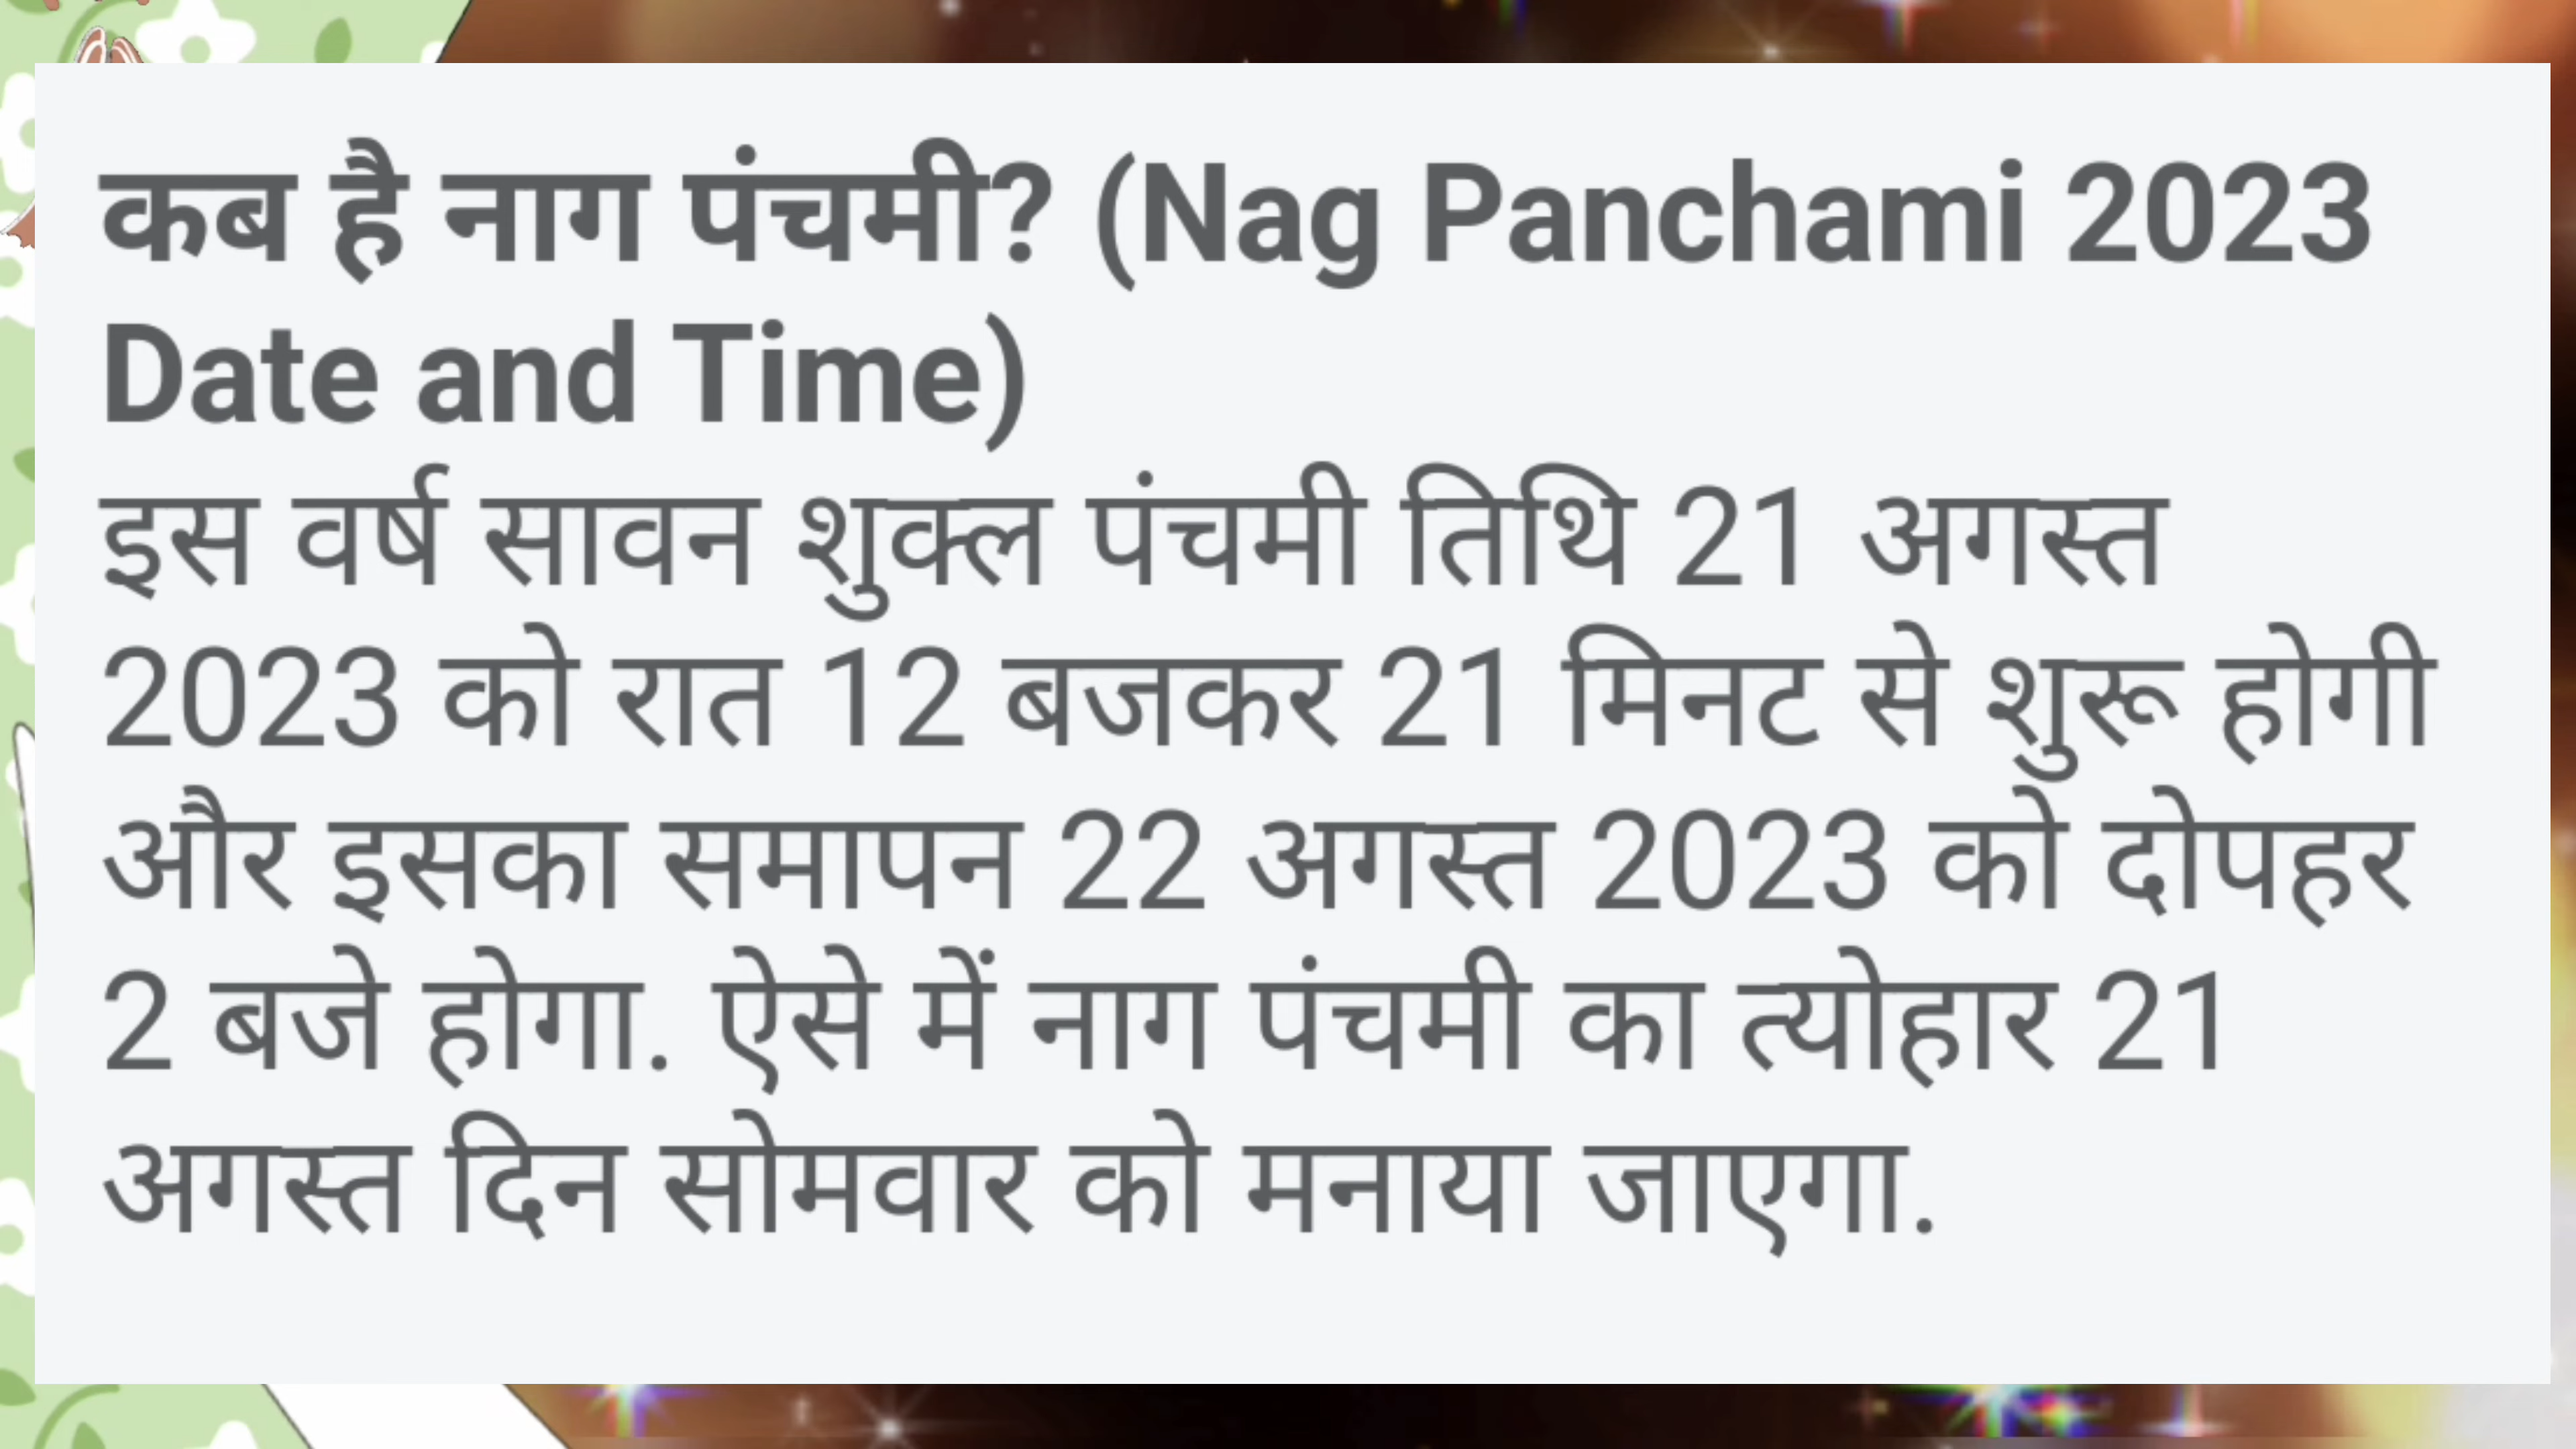 कब है नाग पंचमी? (Nag Panchami 2023
Date and Time)
इस वर्ष सावन शुक्ल पंचमी तिथि 21 अगस्त
2023 को रात 12 बजकर 21 मिनट से शुरू होगी
और इसका समापन 22 अगस्त 2023 को दोपहर
2 बजे होगा. ऐसे में नाग पंचमी का त्योहार 21
अगस्त दिन सोमवार को मनाया जाएगा.